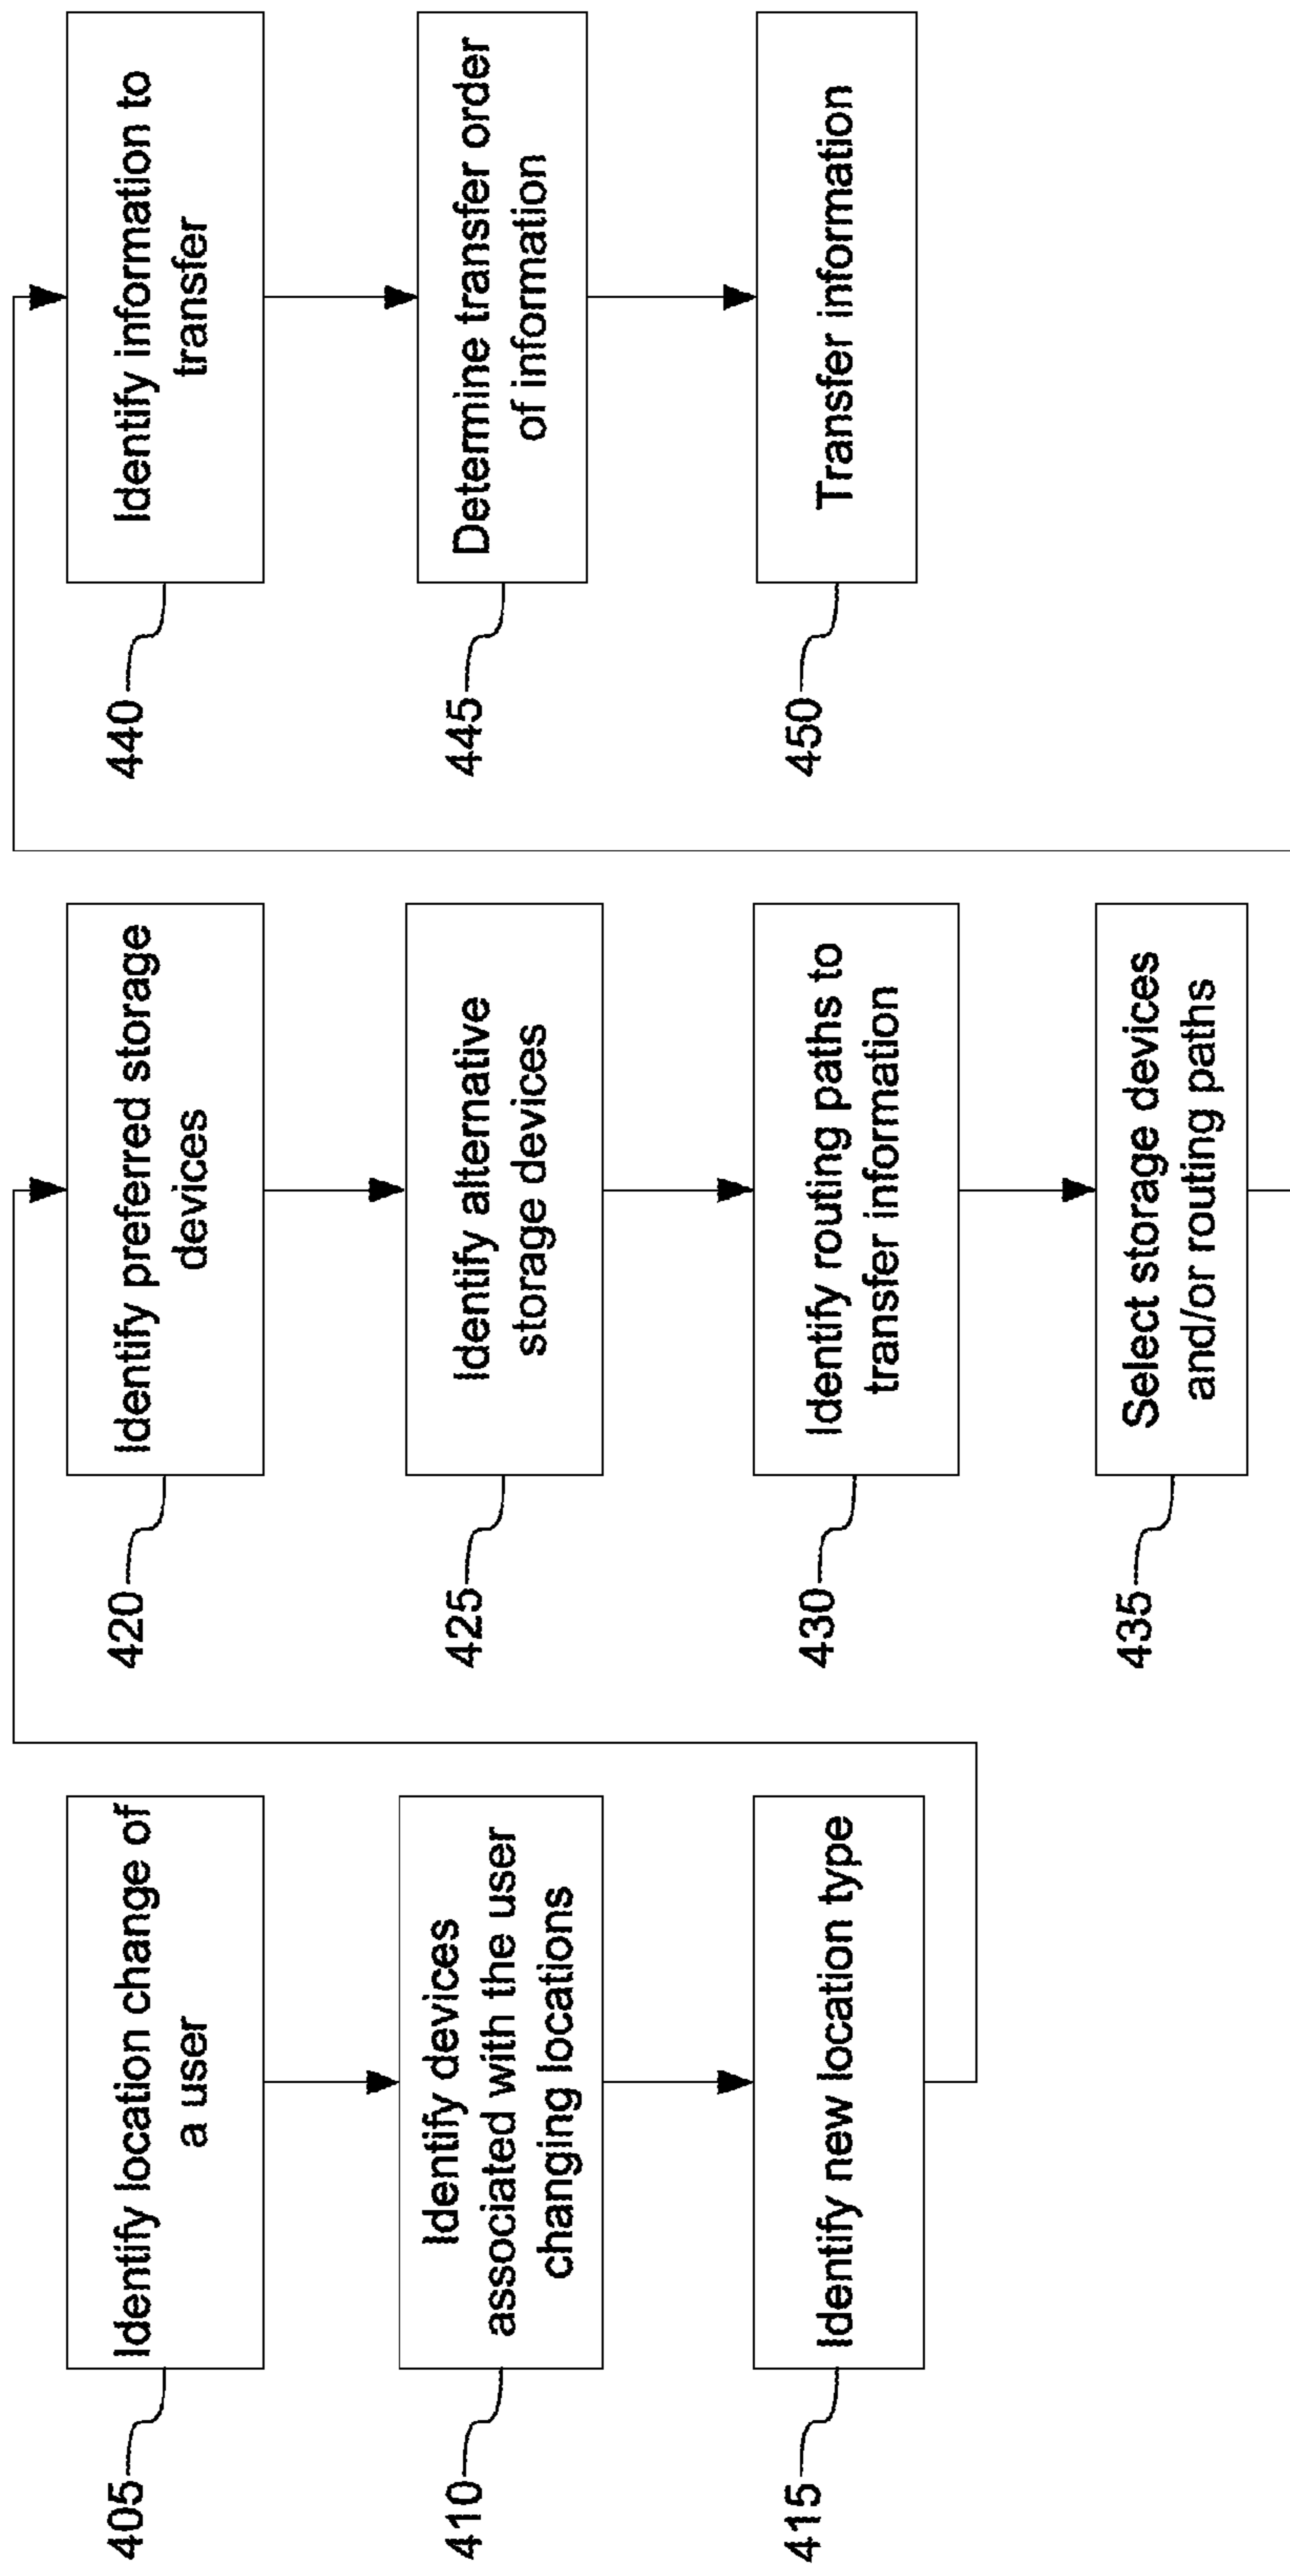 405
Identify location change of
a user
410
Identify devices
associated with the user
changing locations
415
Identify new location type
420
Identify preferred storage
devices
425
Identify alternative
storage devices
430
Identify routing paths to
transfer information
435
Select storage devices
and/or routing paths
440
Identify information to
transfer
445
Determine transfer order
of information
450
Transfer information